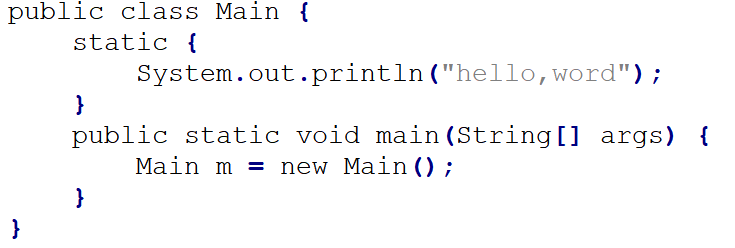 public class Main {
    static {
        System.out.println("hello,word");
    }
    public static void main(String[] args) {
        Main m = new Main();
    }
}